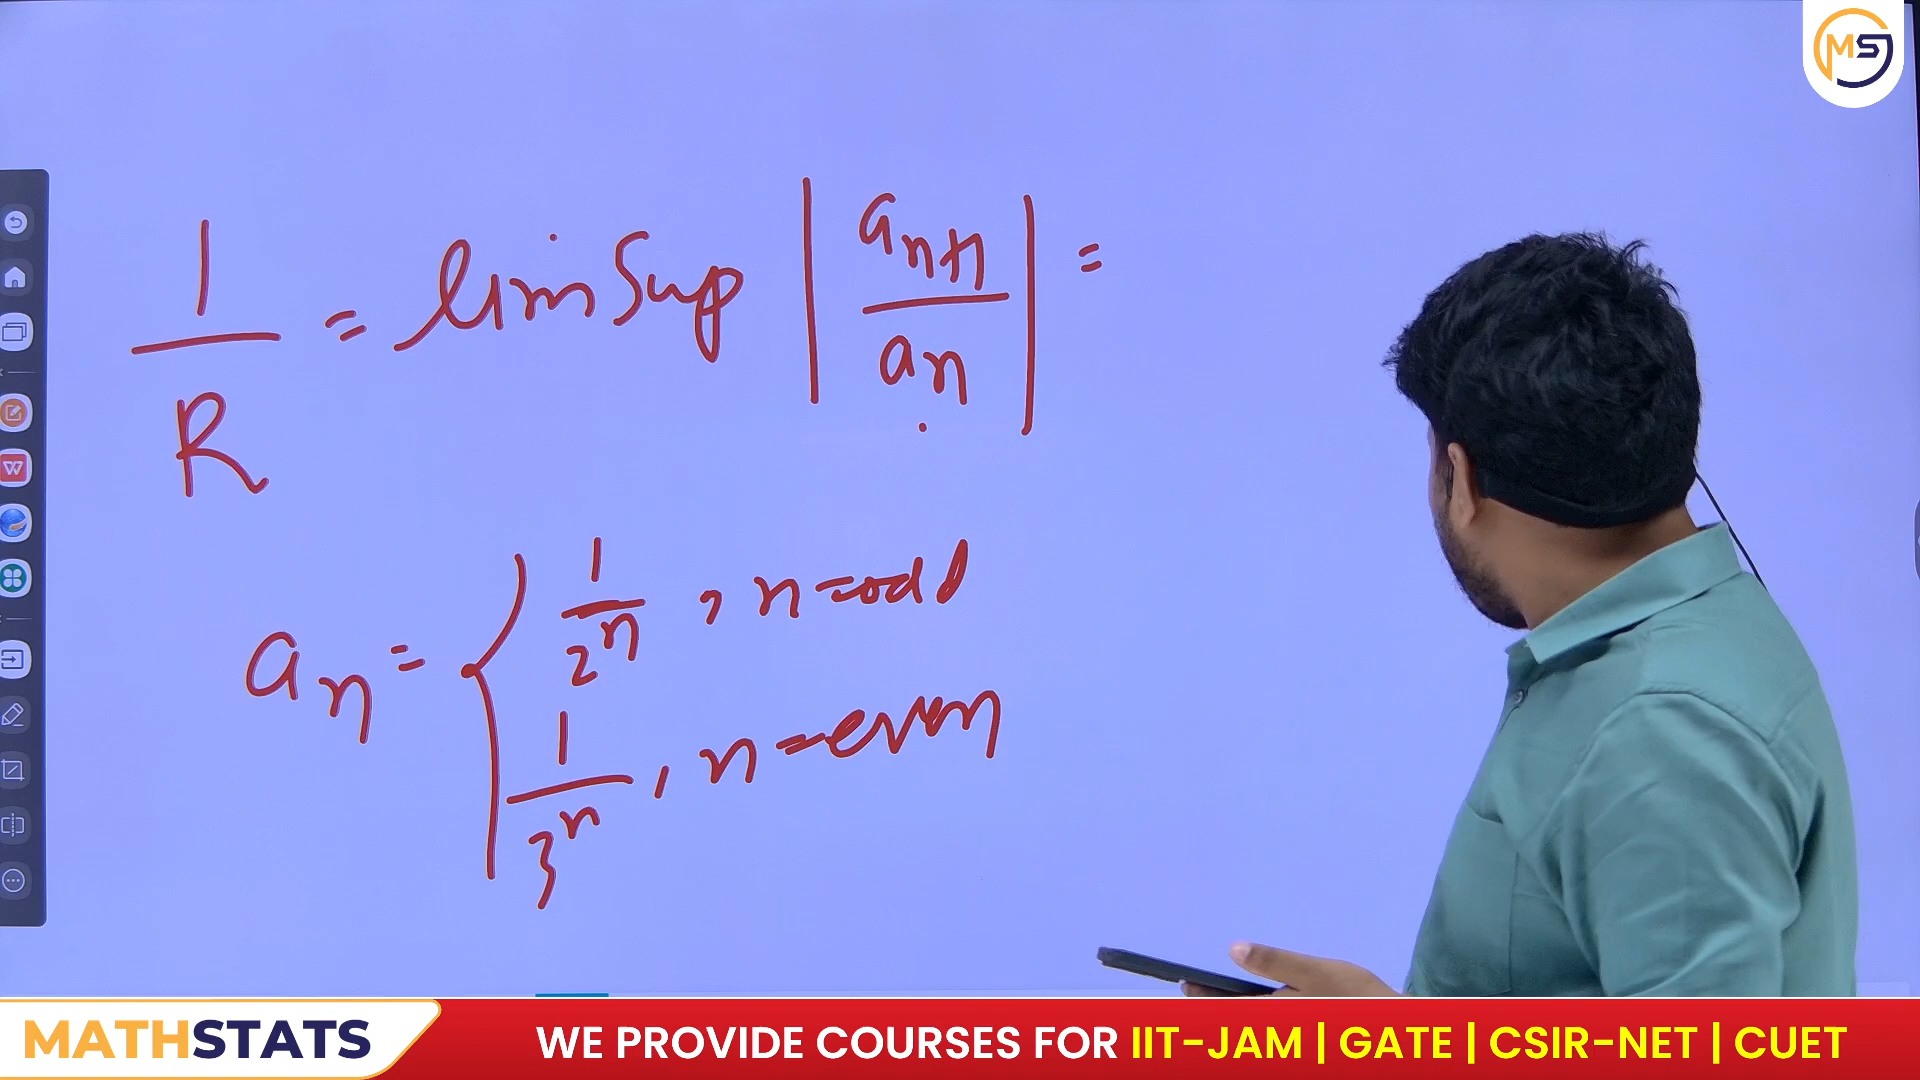 MS
1/R = lim Sup | a_{n+1} / a_n | =
a_n = { 1/2^n , n = odd
1/3^n , n = even
MATHSTATS
WE PROVIDE COURSES FOR IIT-JAM | GATE | CSIR-NET | CUET